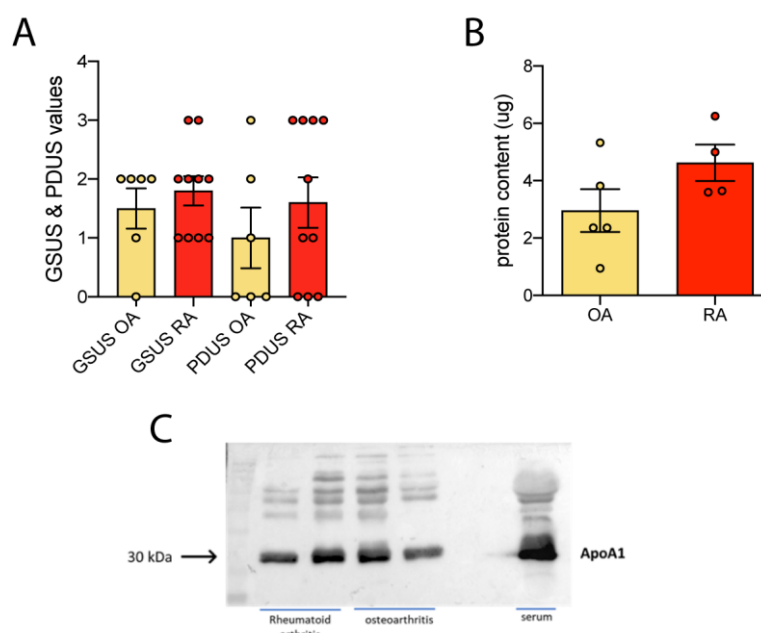 A
GSUS & PDUS values
4
3
2
1
0
GSUS OA
GSUS RA
PDUS OA
PDUS RA
B
protein content (ug)
8
6
4
2
0
OA
RA
C
30 kDa
ApoA1
Rheumatoid
osteoarthritis
serum